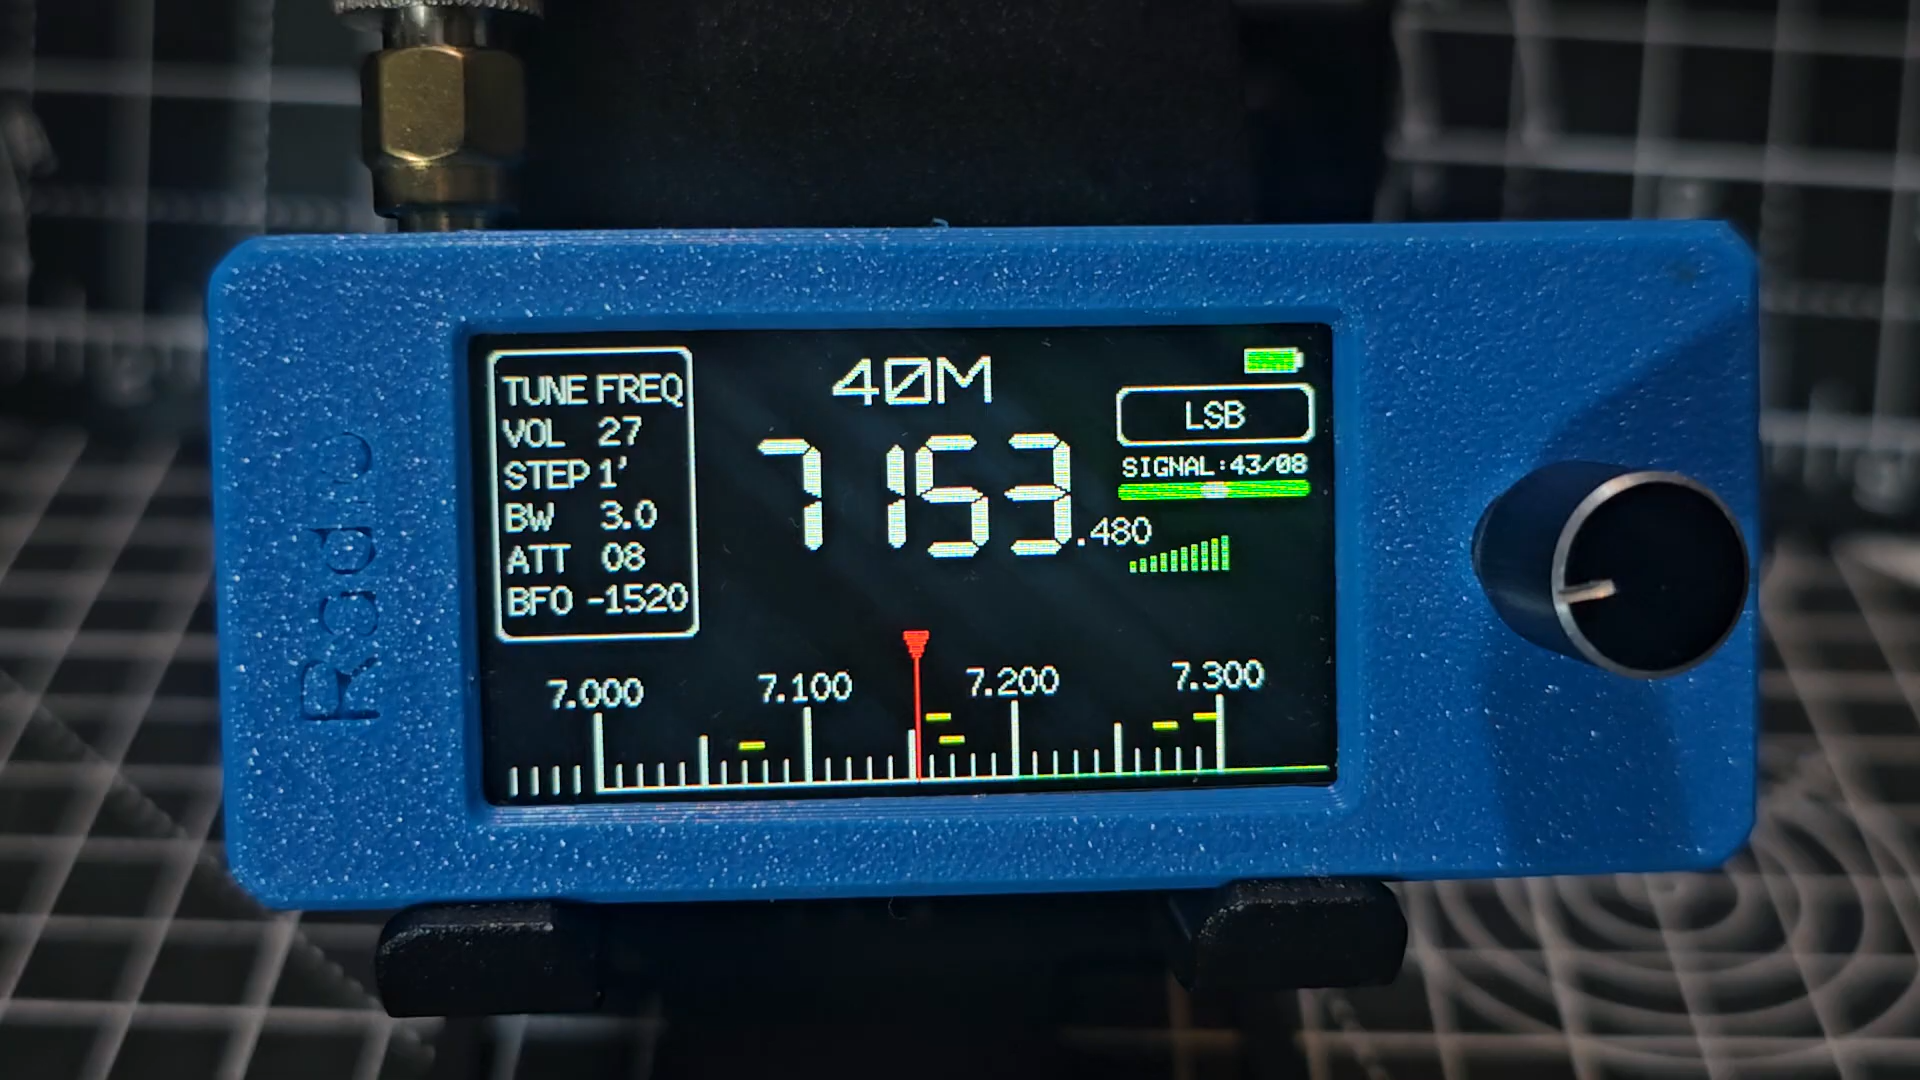 Radio
TUNE FREQ
VOL 27
STEP 1'
BW 3.0
ATT 08
BFO -1520
40M
7153.480
LSB
SIGNAL:43/08
7.000 7.100 7.200 7.300